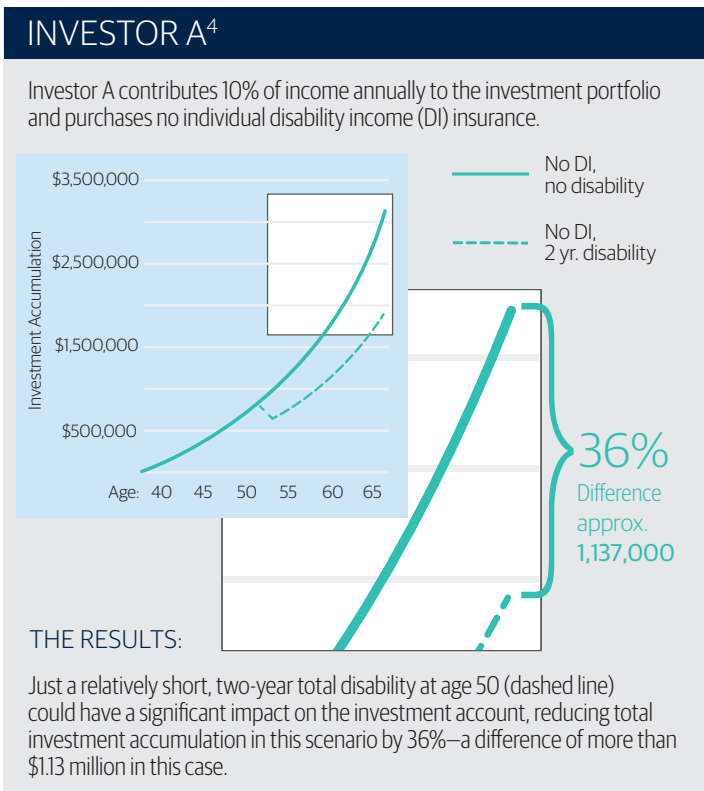 INVESTOR A⁴
Investor A contributes 10% of income annually to the investment portfolio
and purchases no individual disability income (DI) insurance.
No DI,
no disability
No DI,
2 yr. disability
Investment Accumulation
$3,500,000
$2,500,000
$1,500,000
$500,000
Age: 40 45 50 55 60 65
36%
Difference
approx.
1,137,000
THE RESULTS:
Just a relatively short, two-year total disability at age 50 (dashed line)
could have a significant impact on the investment account, reducing total
investment accumulation in this scenario by 36%—a difference of more than
$1.13 million in this case.